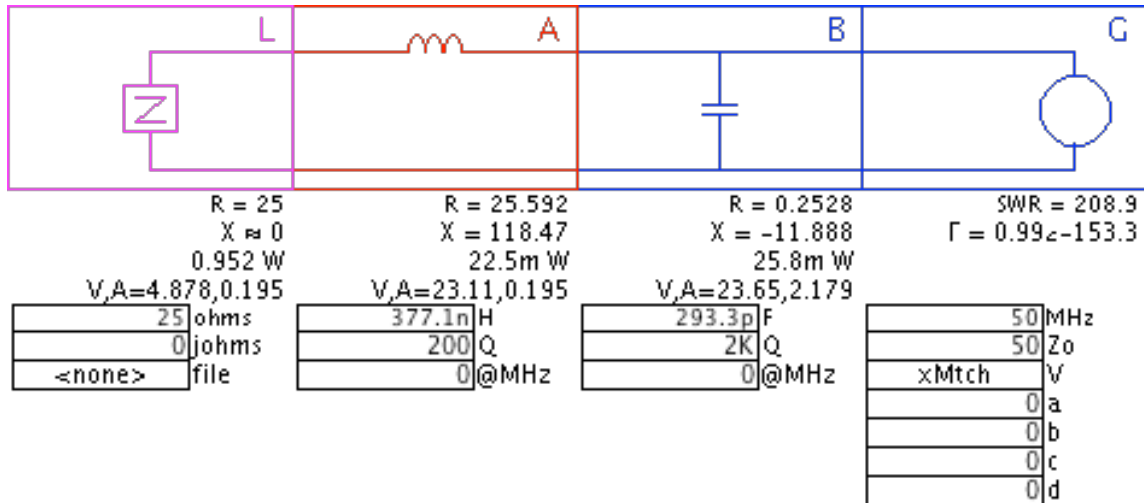 L
A
B
G
Z
R = 25
X ≈ 0
0.952 W
V,A=4.878,0.195
R = 25.592
X = 118.47
22.5m W
V,A=23.11,0.195
R = 0.2528
X = -11.888
25.8m W
V,A=23.65,2.179
SWR = 208.9
Γ = 0.99∠-153.3
25 ohms
0 johms
<none> file
377.1n H
200 Q
0 @MHz
293.3p F
2K Q
0 @MHz
50 MHz
50 Zo
xMtch V
0 a
0 b
0 c
0 d